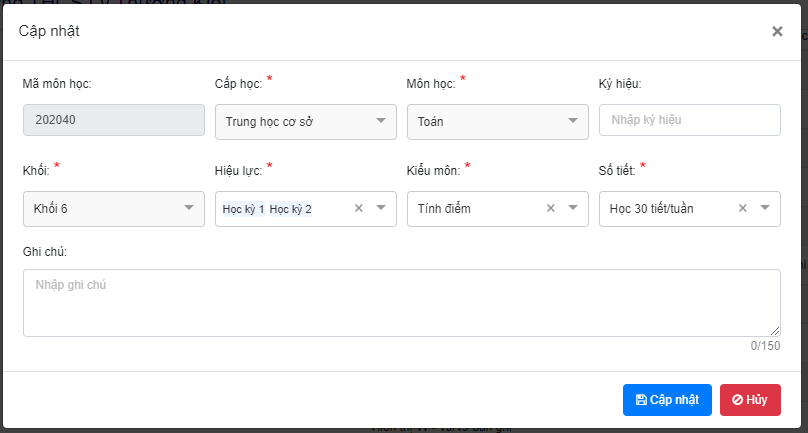 Cập nhật ×
Mã môn học: Cấp học: * Môn học: * Ký hiệu:
202040 Trung học cơ sở Toán Nhập ký hiệu
Khối: * Hiệu lực: * Kiểu môn: * Số tiết: *
Khối 6 Học kỳ 1 Học kỳ 2 × Tính điểm × Học 30 tiết/tuần ×
Ghi chú:
Nhập ghi chú
0/150
Cập nhật Hủy